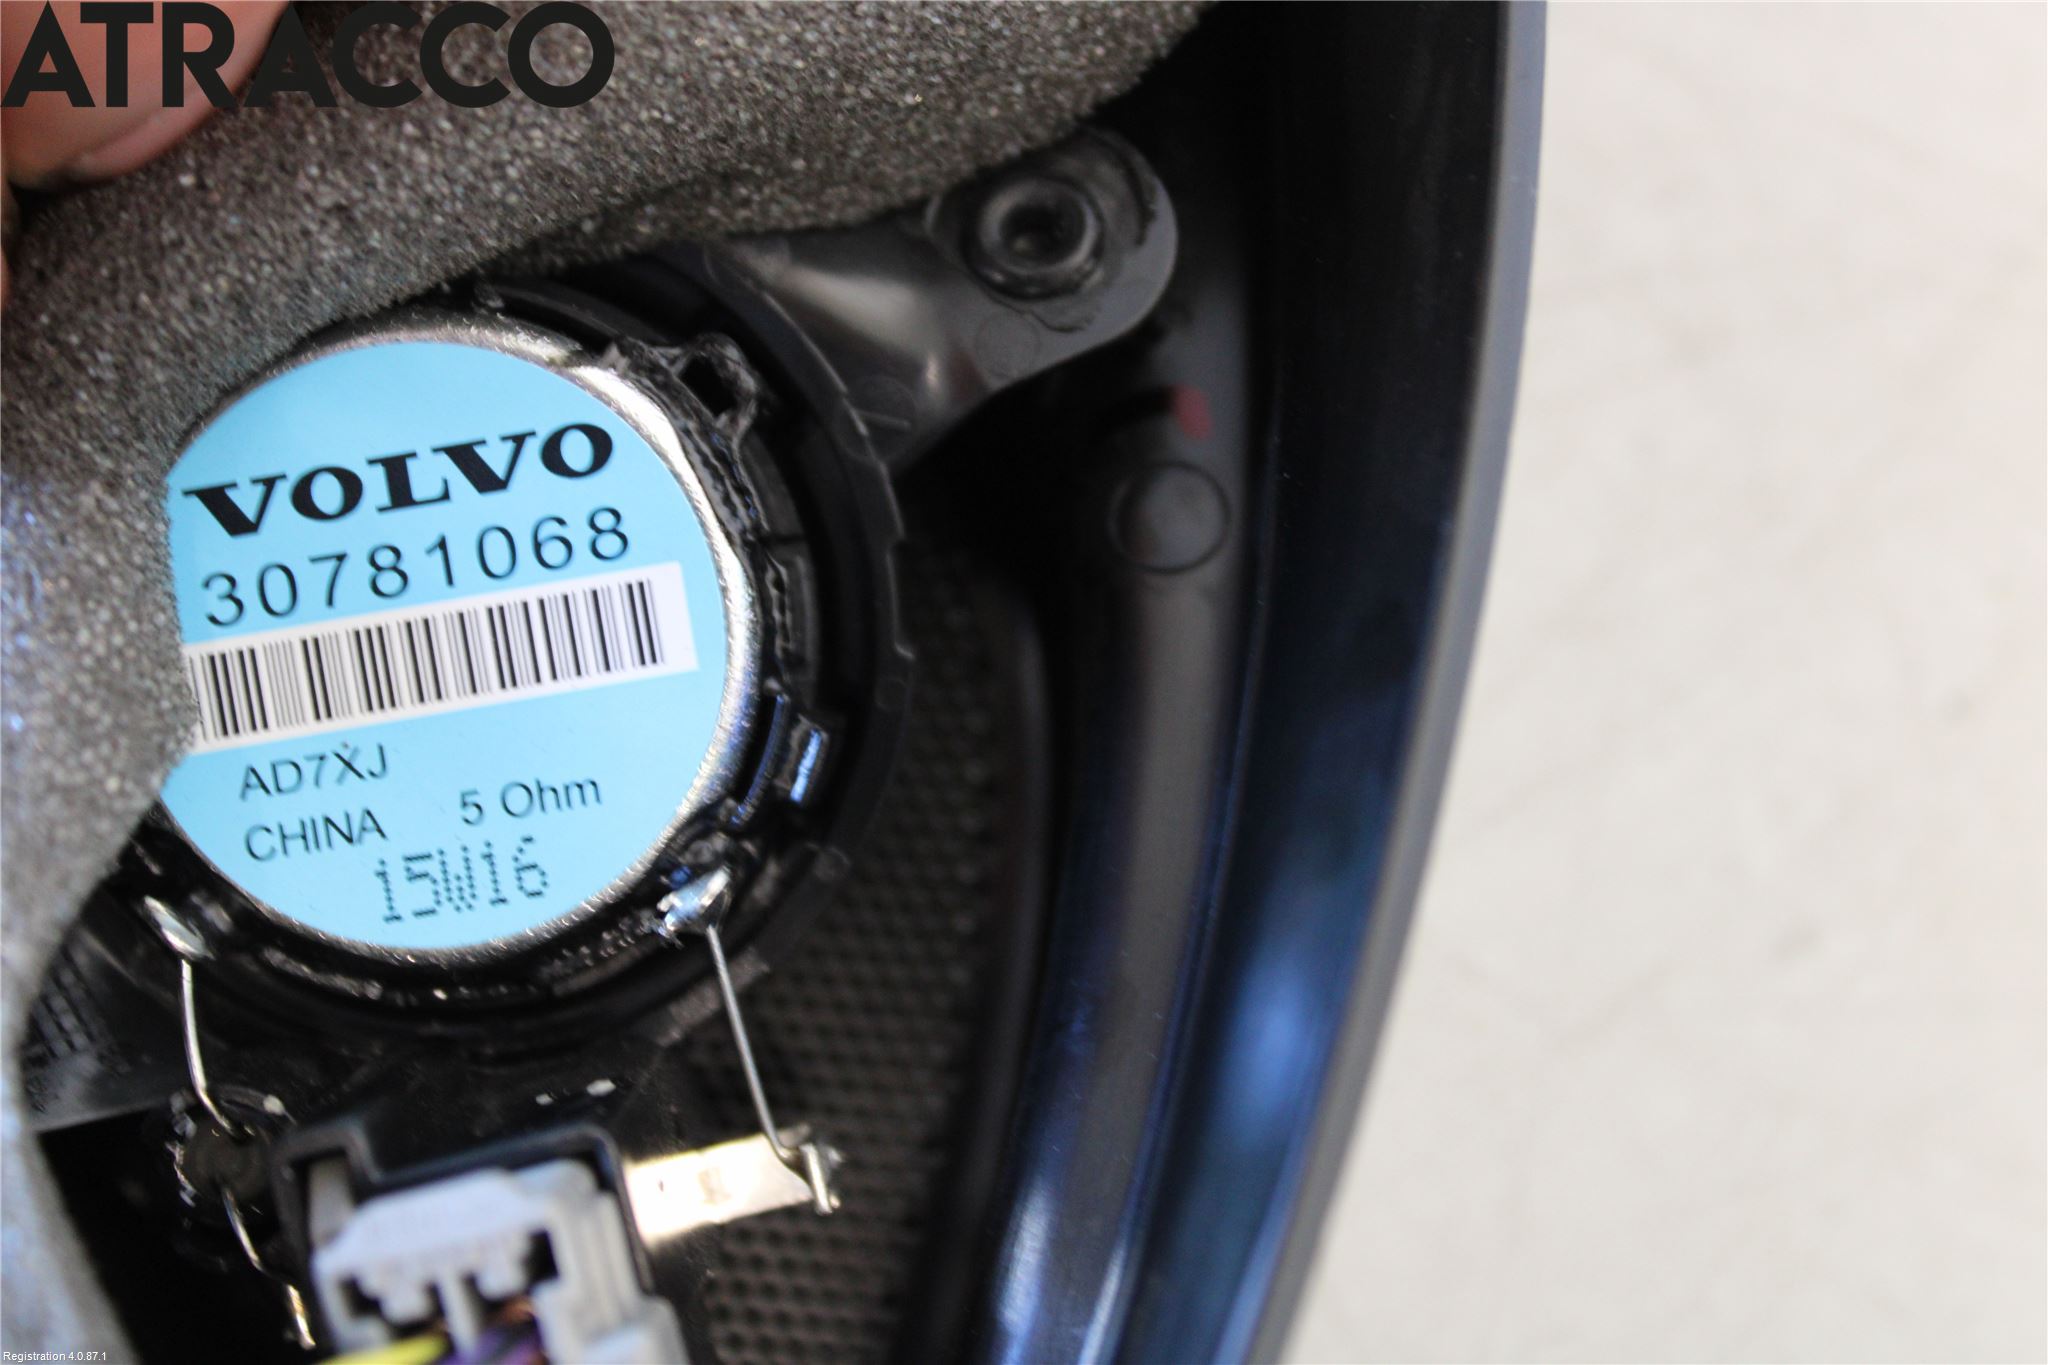 ATRACCO
VOLVO
30781068
AD7XJ
CHINA 5 Ohm
15W16
Registration 4.0.87.1